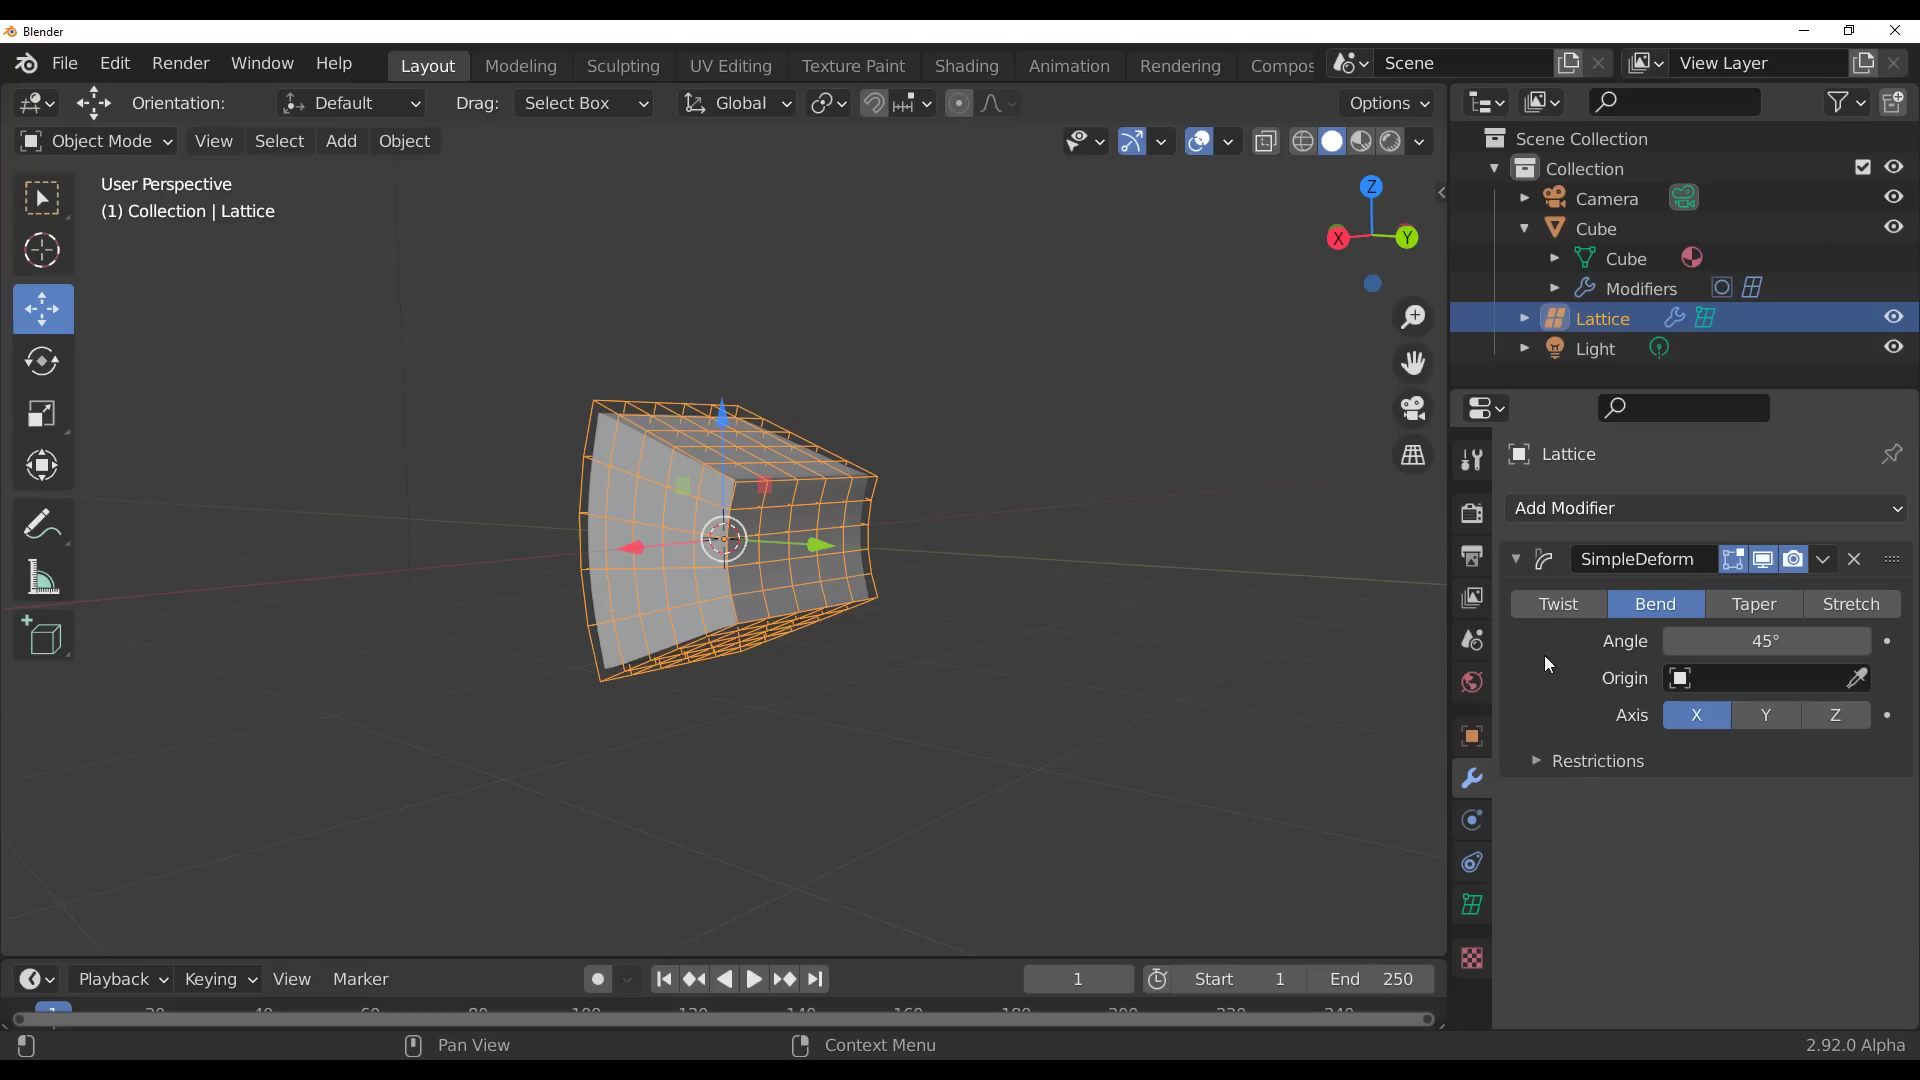 Blender
File Edit Render Window Help Layout Modeling Sculpting UV Editing Texture Paint Shading Animation Rendering Compos Scene View Layer
Orientation: Default Drag: Select Box Global Options
Object Mode View Select Add Object
User Perspective
(1) Collection | Lattice
Z
X Y
Scene Collection
Collection
Camera
Cube
Cube
Modifiers
Lattice
Light
Lattice
Add Modifier
SimpleDeform
Twist Bend Taper Stretch
Angle 45°
Origin
Axis X Y Z
Restrictions
Playback Keying View Marker 1 Start 1 End 250
Pan View Context Menu 2.92.0 Alpha